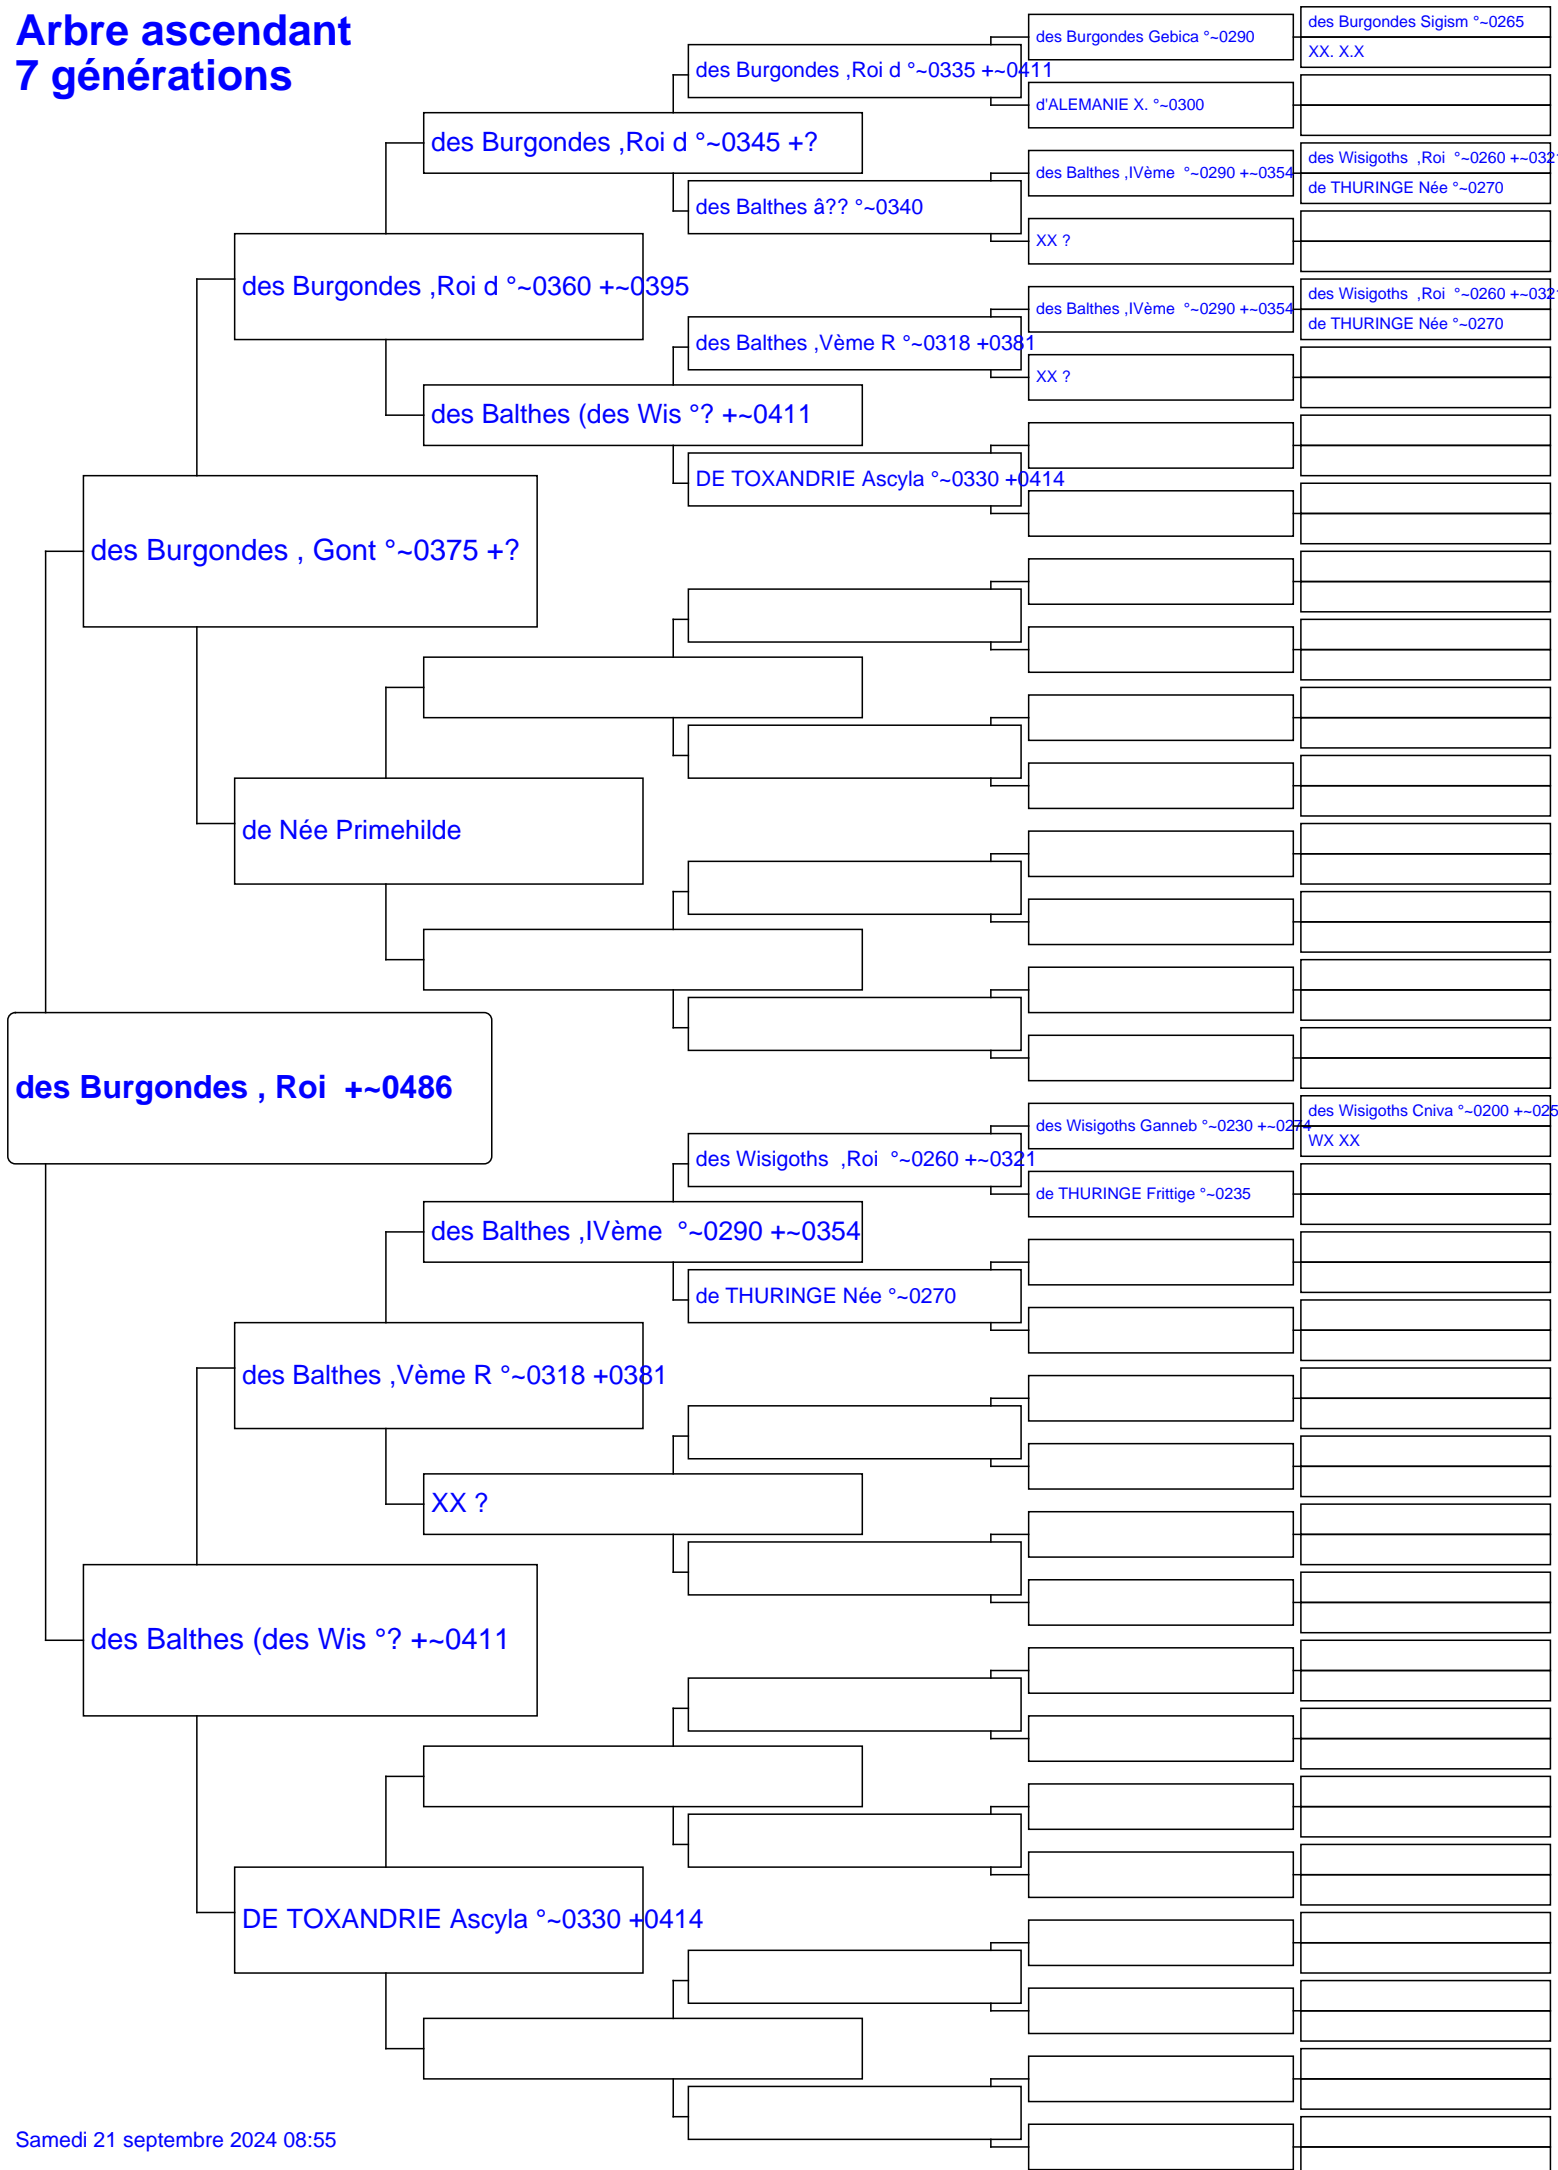 Arbre ascendant
7 générations
des Burgondes Sigism °~0265
des Burgondes Gebica °~0290
XX. X.X
des Burgondes ,Roi d °~0335 +~0411
d'ALEMANIE X. °~0300
des Burgondes ,Roi d °~0345 +?
des Wisigoths  ,Roi  °~0260 +~0321
des Balthes ,IVème  °~0290 +~0354
de THURINGE Née °~0270
des Balthes â?? °~0340
XX ?
des Burgondes ,Roi d °~0360 +~0395
des Wisigoths  ,Roi  °~0260 +~0321
des Balthes ,IVème  °~0290 +~0354
de THURINGE Née °~0270
des Balthes ,Vème R °~0318 +0381
XX ?
des Balthes (des Wis °? +~0411
DE TOXANDRIE Ascyla °~0330 +0414
des Burgondes , Gont °~0375 +?
de Née Primehilde
des Burgondes , Roi  +~0486
des Wisigoths Cniva °~0200 +~025
des Wisigoths Ganneb °~0230 +~0274
WX XX
des Wisigoths  ,Roi  °~0260 +~0321
de THURINGE Frittige °~0235
des Balthes ,IVème  °~0290 +~0354
de THURINGE Née °~0270
des Balthes ,Vème R °~0318 +0381
XX ?
des Balthes (des Wis °? +~0411
DE TOXANDRIE Ascyla °~0330 +0414
Samedi 21 septembre 2024 08:55